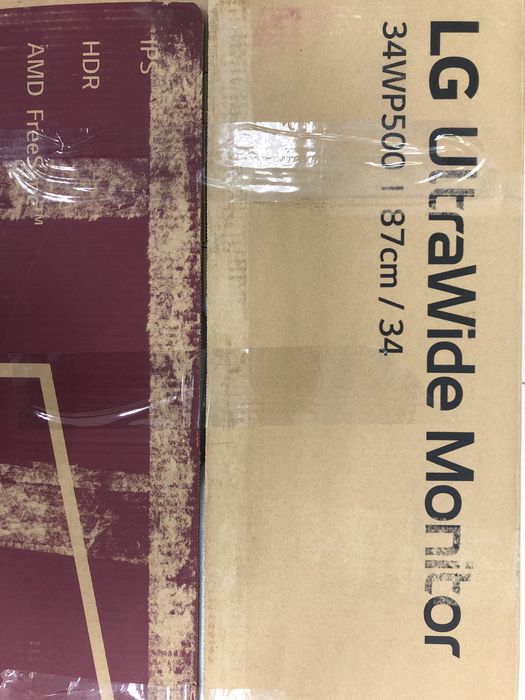 LG UltraWide Monitor
34WP500 | 87cm / 34
IPS
HDR
AMD